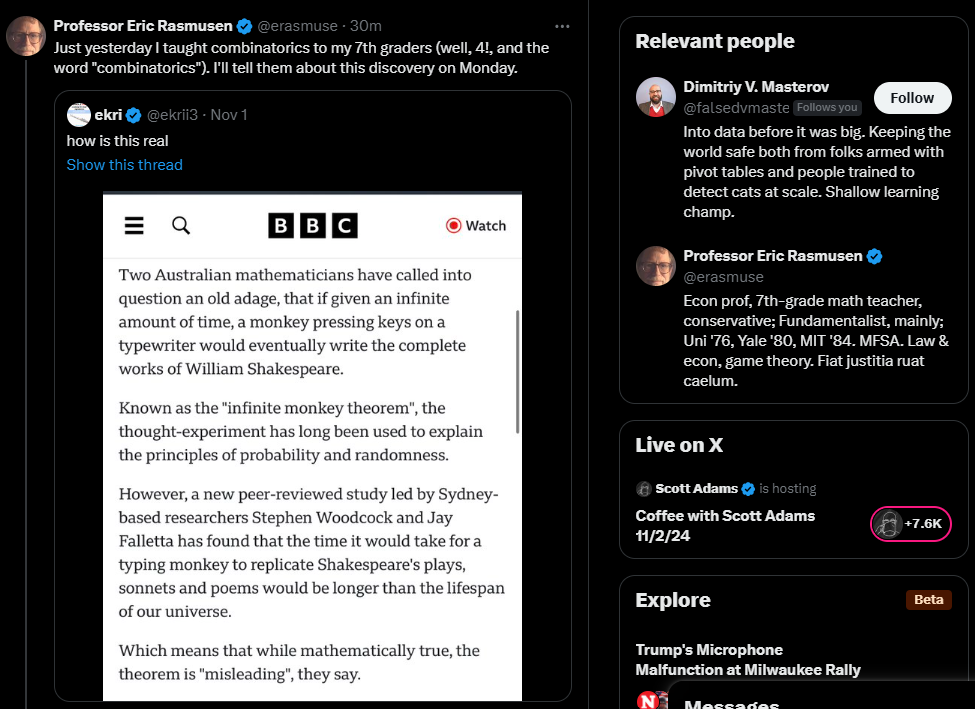 Professor Eric Rasmusen @erasmuse · 30m
Just yesterday I taught combinatorics to my 7th graders (well, 4!, and the
word "combinatorics"). I'll tell them about this discovery on Monday.
ekri @ekrii3 · Nov 1
how is this real
Show this thread
BBC
Watch
Two Australian mathematicians have called into
question an old adage, that if given an infinite
amount of time, a monkey pressing keys on a
typewriter would eventually write the complete
works of William Shakespeare.
Known as the "infinite monkey theorem", the
thought-experiment has long been used to explain
the principles of probability and randomness.
However, a new peer-reviewed study led by Sydney-
based researchers Stephen Woodcock and Jay
Falletta has found that the time it would take for a
typing monkey to replicate Shakespeare's plays,
sonnets and poems would be longer than the lifespan
of our universe.
Which means that while mathematically true, the
theorem is "misleading", they say.
Relevant people
Dimitriy V. Masterov
@falsedvmaste Follows you
Follow
Into data before it was big. Keeping the
world safe both from folks armed with
pivot tables and people trained to
detect cats at scale. Shallow learning
champ.
Professor Eric Rasmusen
@erasmuse
Econ prof, 7th-grade math teacher,
conservative; Fundamentalist, mainly;
Uni '76, Yale '80, MIT '84. MFSA. Law &
econ, game theory. Fiat justitia ruat
caelum.
Live on X
Scott Adams is hosting
Coffee with Scott Adams
11/2/24
+7.6K
Explore
Beta
Trump's Microphone
Malfunction at Milwaukee Rally
N
Messages